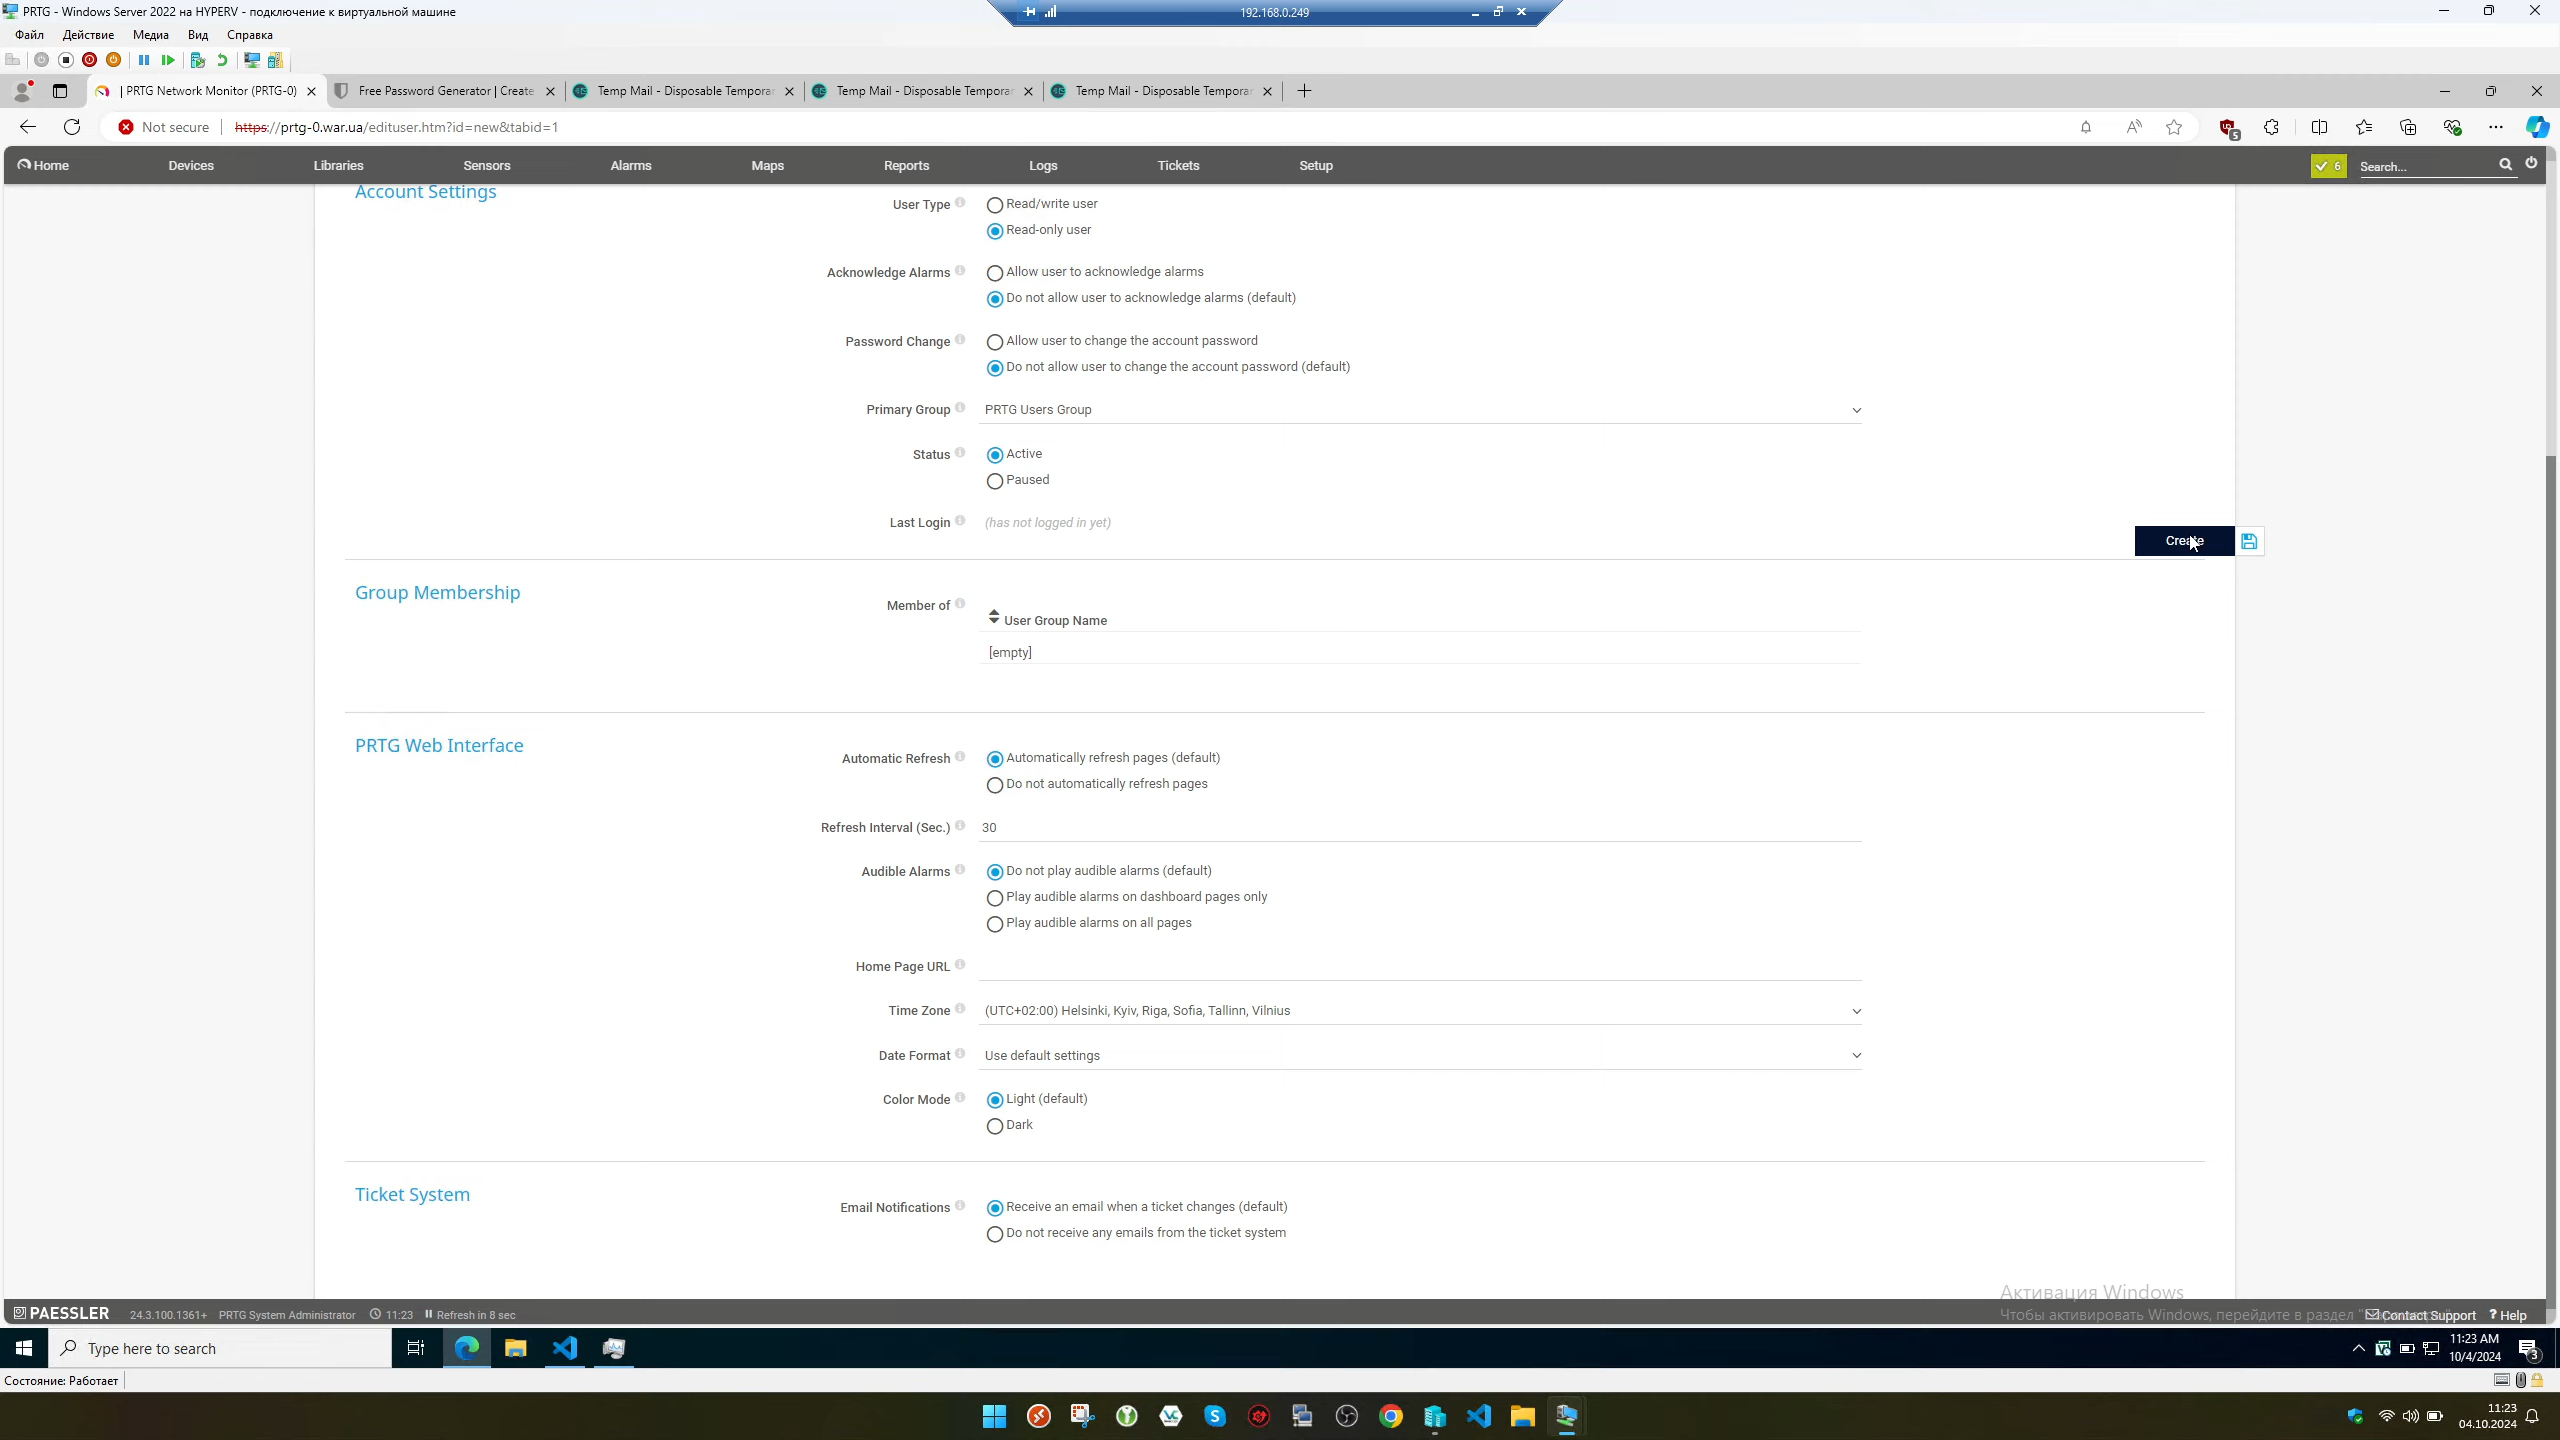 PRTG - Windows Server 2022 на HYPERV - подключение к виртуальной машине
192.168.0.249
Файл Действие Медиа Вид Справка
| PRTG Network Monitor (PRTG-0)
Free Password Generator | Create
Temp Mail - Disposable Temporar
Temp Mail - Disposable Temporar
Temp Mail - Disposable Temporar
Not secure https://prtg-0.war.ua/edituser.htm?id=new&tabid=1
5
Home Devices Libraries Sensors Alarms Maps Reports Logs Tickets Setup 6 Search...
Account Settings
User Type Read/write user
Read-only user
Acknowledge Alarms Allow user to acknowledge alarms
Do not allow user to acknowledge alarms (default)
Password Change Allow user to change the account password
Do not allow user to change the account password (default)
Primary Group PRTG Users Group
Status Active
Paused
Last Login (has not logged in yet)
Create
Group Membership
Member of
User Group Name
[empty]
PRTG Web Interface
Automatic Refresh Automatically refresh pages (default)
Do not automatically refresh pages
Refresh Interval (Sec.) 30
Audible Alarms Do not play audible alarms (default)
Play audible alarms on dashboard pages only
Play audible alarms on all pages
Home Page URL
Time Zone (UTC+02:00) Helsinki, Kyiv, Riga, Sofia, Tallinn, Vilnius
Date Format Use default settings
Color Mode Light (default)
Dark
Ticket System
Email Notifications Receive an email when a ticket changes (default)
Do not receive any emails from the ticket system
Активация Windows
Чтобы активировать Windows, перейдите в раздел
PAESSLER 24.3.100.1361+ PRTG System Administrator 11:23 Refresh in 8 sec Contact Support ? Help
Type here to search
11:23 AM
10/4/2024
3
Состояние: Работает
11:23
04.10.2024